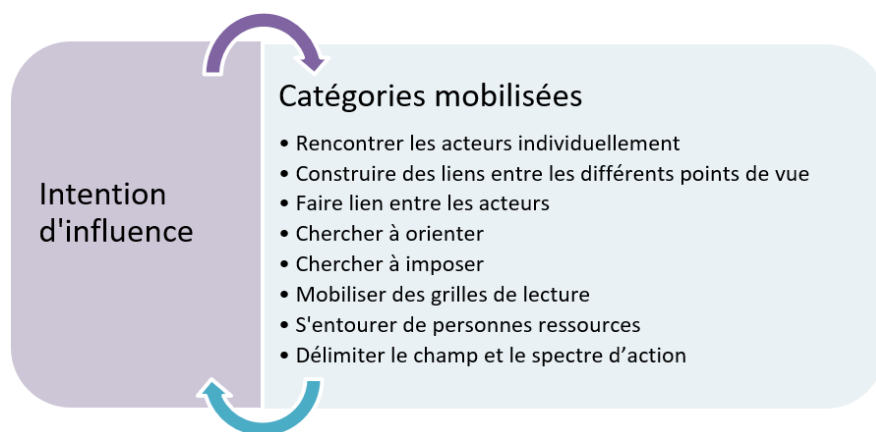 Intention
d'influence
Catégories mobilisées
• Rencontrer les acteurs individuellement
• Construire des liens entre les différents points de vue
• Faire lien entre les acteurs
• Chercher à orienter
• Chercher à imposer
• Mobiliser des grilles de lecture
• S'entourer de personnes ressources
• Délimiter le champ et le spectre d’action